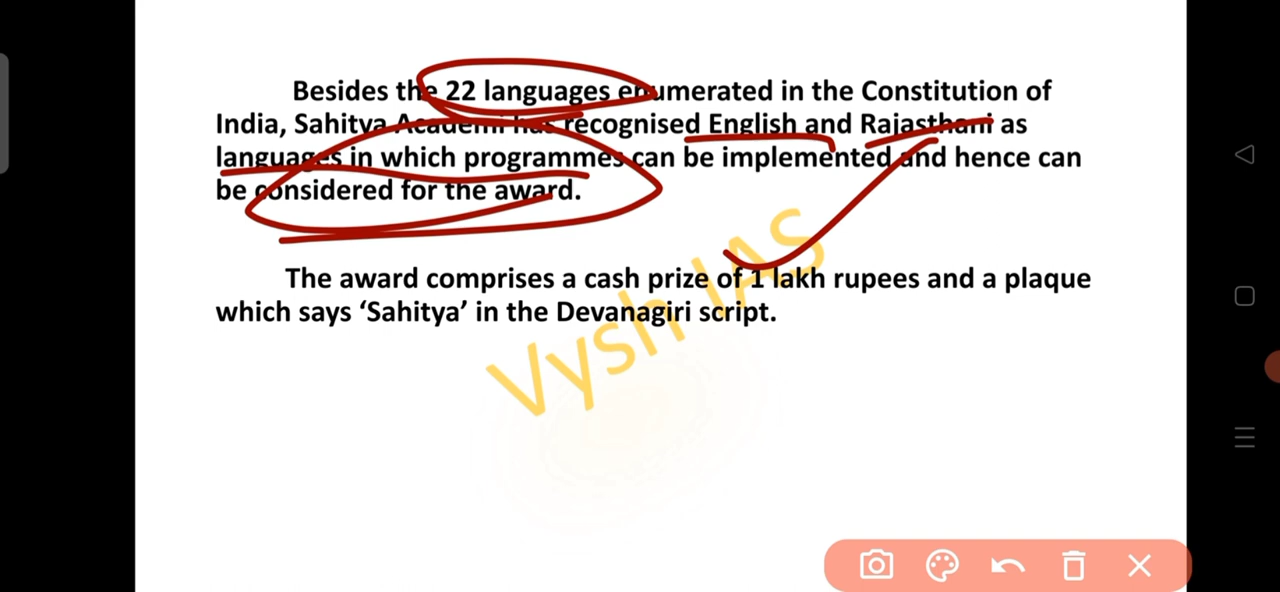 Besides the 22 languages enumerated in the Constitution of
India, Sahitya Academi has recognised English and Rajasthani as
languages in which programmes can be implemented and hence can
be considered for the award.
The award comprises a cash prize of 1 lakh rupees and a plaque
which says ‘Sahitya’ in the Devanagiri script.
Vysh IAS